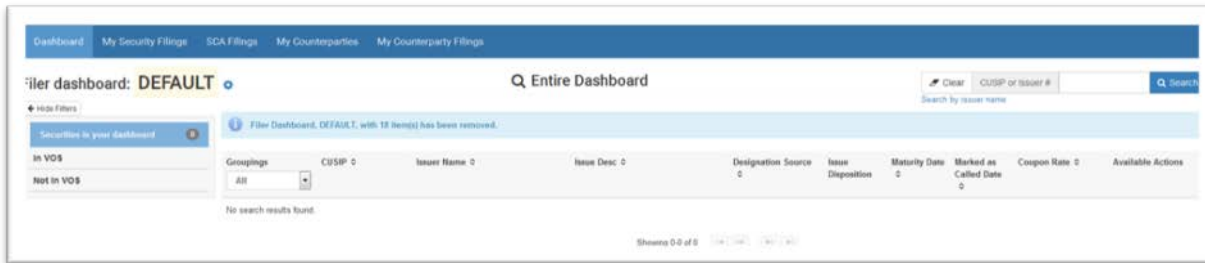 Dashboard My Security Filings SCA Filings My Counterparties My Counterparty Filings
Filer dashboard: DEFAULT
Entire Dashboard
Clear CUSIP or Issuer # Search
Search by issuer name
Hide Filters
Securities in your dashboard 0
Filer Dashboard, DEFAULT, with 18 item(s) has been removed.
In VOS
Not In VOS
Groupings CUSIP Issuer Name Issue Desc Designation Source Issue Disposition Maturity Date Marked as Called Date Coupon Rate Available Actions
All
No search results found.
Showing 0-0 of 0